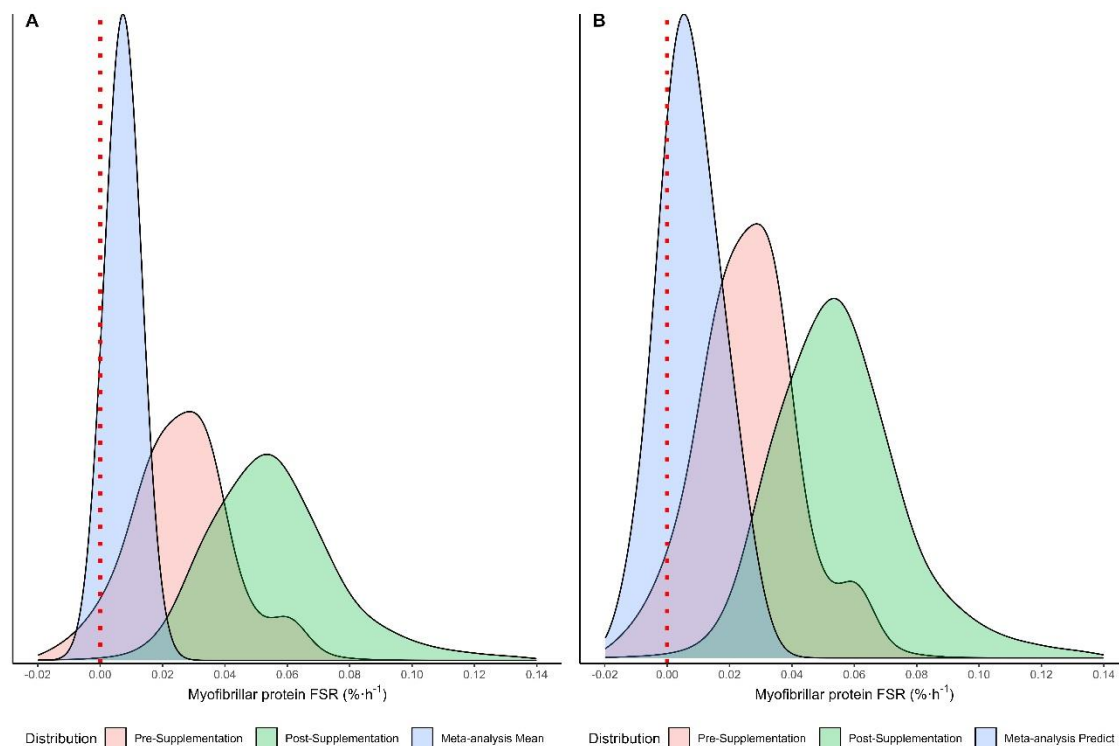 A
B
-0.02 0.00 0.02 0.04 0.06 0.08 0.10 0.12 0.14
-0.02 0.00 0.02 0.04 0.06 0.08 0.10 0.12 0.14
Myofibrillar protein FSR (%·h⁻¹)
Myofibrillar protein FSR (%·h⁻¹)
Distribution Pre-Supplementation Post-Supplementation Meta-analysis Mean
Distribution Pre-Supplementation Post-Supplementation Meta-analysis Predic